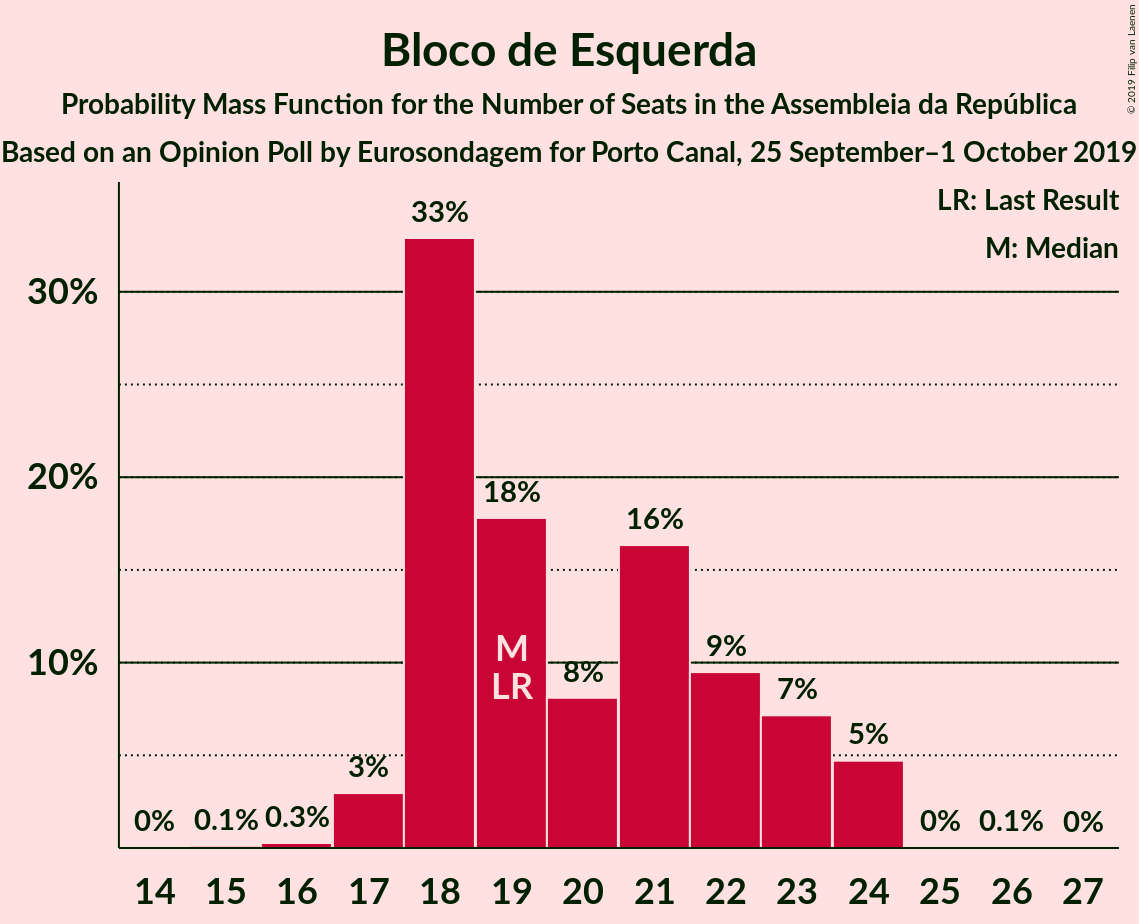 Bloco de Esquerda
Probability Mass Function for the Number of Seats in the Assembleia da República
Based on an Opinion Poll by Eurosondagem for Porto Canal, 25 September–1 October 2019
© 2019 Filip van Laenen
LR: Last Result
M: Median
33%
30%
20%
18%
16%
10%
M
LR
9%
8%
7%
5%
3%
0%
0.1%
0.3%
0%
0.1%
0%
14 15 16 17 18 19 20 21 22 23 24 25 26 27